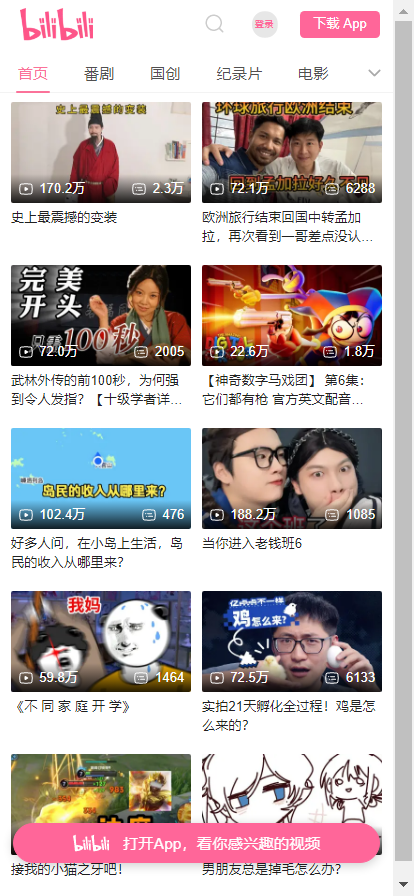 bilibili
登录
下载 App
首页
番剧
国创
纪录片
电影
史上最震撼的变装
170.2万
2.3万
史上最震撼的变装
环球旅行欧洲结束
72.1万
6288
欧洲旅行结束回国中转孟加
拉，再次看到一哥差点没认...
完美
开头
只需100秒
72.0万
2005
武林外传的前100秒，为何强
到令人发指？【十级学者详...
22.6万
1.8万
【神奇数字马戏团】 第6集：
它们都有枪 官方英文配音...
岛民的收入从哪里来?
102.4万
476
好多人问，在小岛上生活，岛
民的收入从哪里来？
188.2万
1085
当你进入老钱班6
我妈
59.8万
1464
《不 同 家 庭 开 学》
亿点点不一样
鸡怎么来?
72.5万
6133
实拍21天孵化全过程！鸡是怎
么来的？
bilibili 打开App，看你感兴趣的视频
接我的小猫之牙吧！
男朋友总是掉毛怎么办？